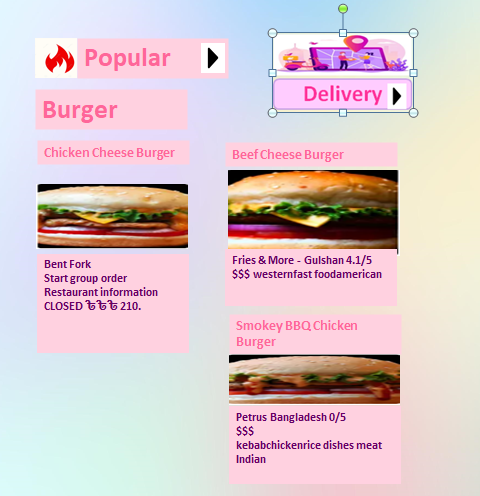 Popular
Delivery
Burger
Chicken Cheese Burger
Bent Fork
Start group order
Restaurant information
CLOSED ৳ ৳ ৳ 210.
Beef Cheese Burger
Fries & More - Gulshan 4.1/5
$$$ westernfast foodamerican
Smokey BBQ Chicken
Burger
Petrus Bangladesh 0/5
$$$
kebabchickenrice dishes meat
Indian